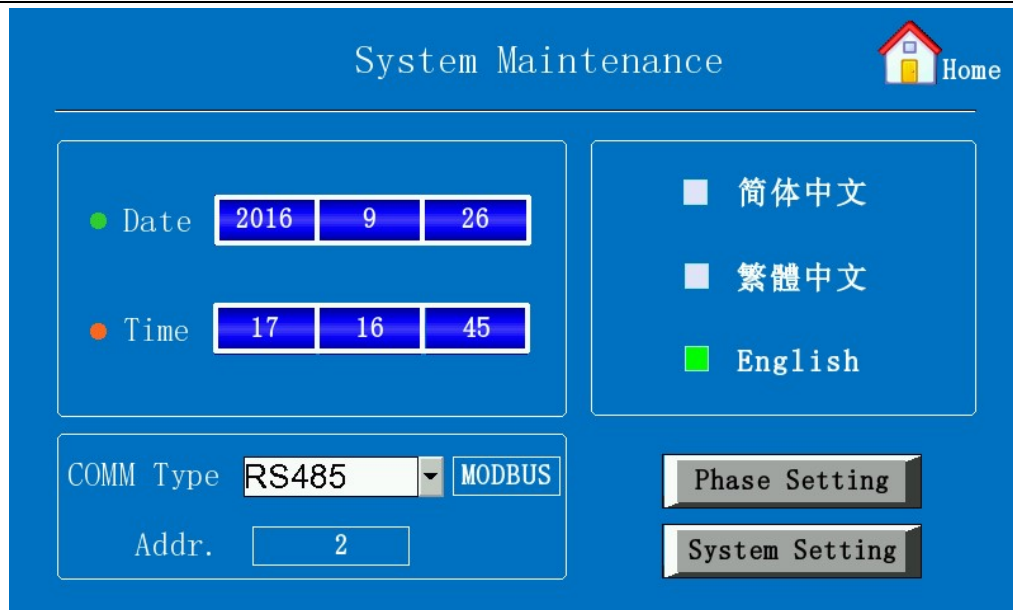 System Maintenance
Home
Date 2016 9 26
Time 17 16 45
简体中文
繁體中文
English
COMM Type RS485 MODBUS
Addr. 2
Phase Setting
System Setting